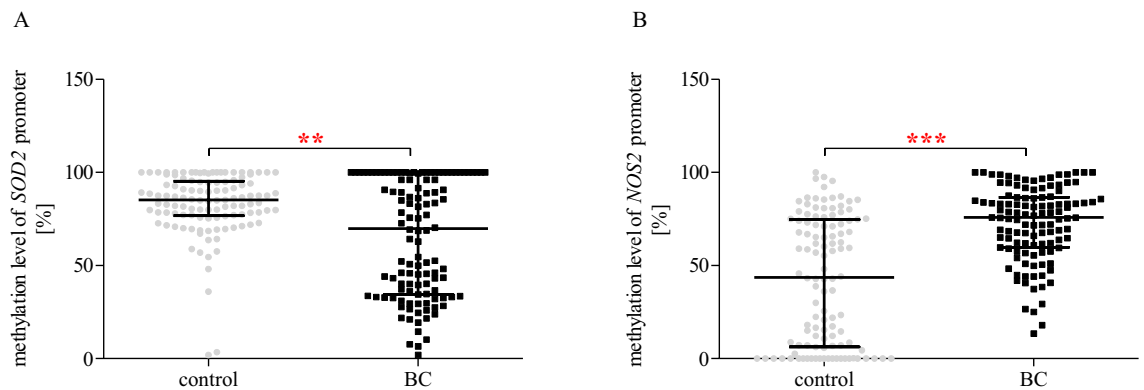 A
methylation level of SOD2 promoter
[%]
150
100
50
0
**
control
BC
B
methylation level of NOS2 promoter
[%]
150
100
50
0
***
control
BC